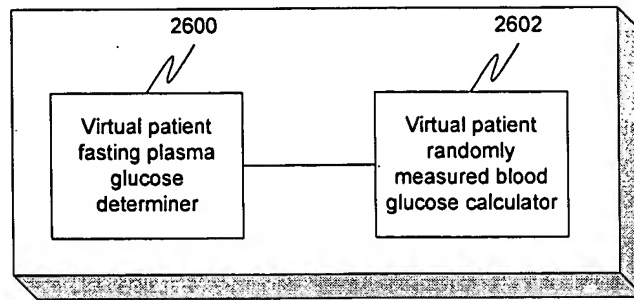 2600
2602
Virtual patient
fasting plasma
glucose
determiner
Virtual patient
randomly
measured blood
glucose calculator